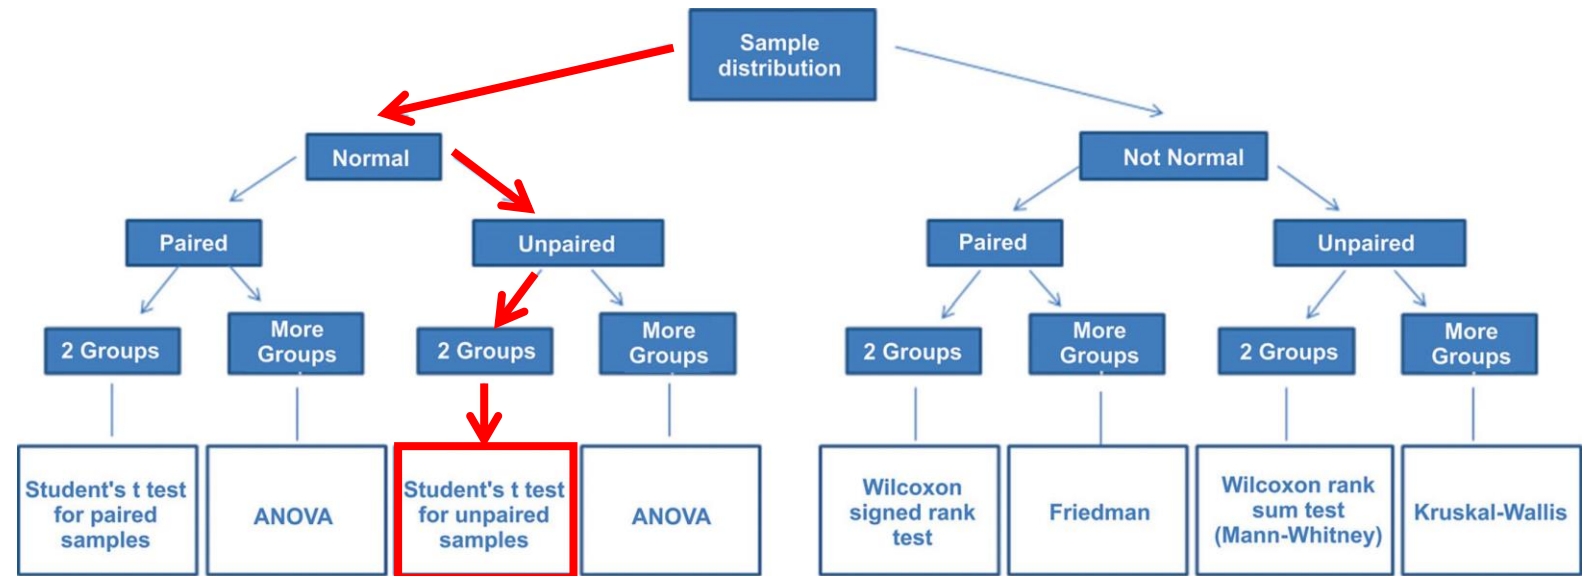 Sample
distribution
Normal
Not Normal
Paired
Unpaired
Paired
Unpaired
2 Groups
More
Groups
2 Groups
More
Groups
2 Groups
More
Groups
2 Groups
More
Groups
Student's t test
for paired
samples
ANOVA
Student's t test
for unpaired
samples
ANOVA
Wilcoxon
signed rank
test
Friedman
Wilcoxon rank
sum test
(Mann-Whitney)
Kruskal-Wallis